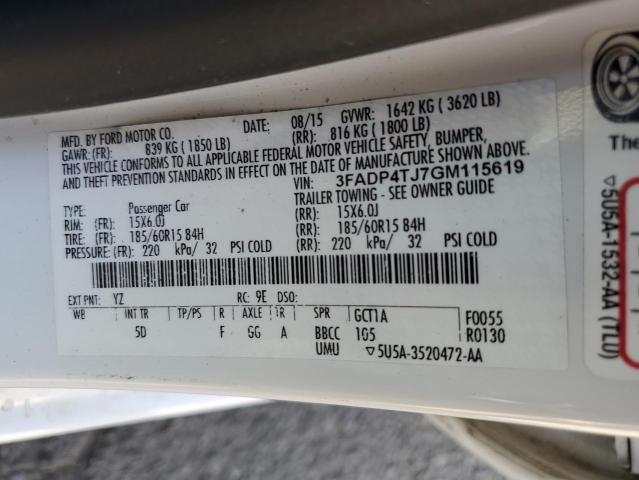 MFD. BY FORD MOTOR CO.
DATE: 08/15 GVWR: 1642 KG ( 3620 LB)
GAWR: (FR): 839 KG ( 1850 LB) (RR): 816 KG ( 1800 LB)
THIS VEHICLE CONFORMS TO ALL APPLICABLE FEDERAL MOTOR VEHICLE SAFETY, BUMPER,
AND THEFT PREVENTION STANDARDS IN EFFECT ON THE DATE OF MANUFACTURE SHOWN ABOVE.
VIN: 3FADP4TJ7GM115619
TYPE: Passenger Car TRAILER TOWING - SEE OWNER GUIDE
RIM: (FR): 15X6.0J (RR): 15X6.0J
TIRE: (FR): 185/60R15 84H (RR): 185/60R15 84H
PRESSURE: (FR): 220 kPa/ 32 PSI COLD (RR): 220 kPa/ 32 PSI COLD
EXT PNT: YZ RC: 9E DSO:
WB INT TR TP/PS R AXLE TR SPR GCT1A F0055
5D F GG A BBCC 105 R0130
UMU ▽5U5A-3520472-AA
The
▽5U5A-1532-AA (TLD)